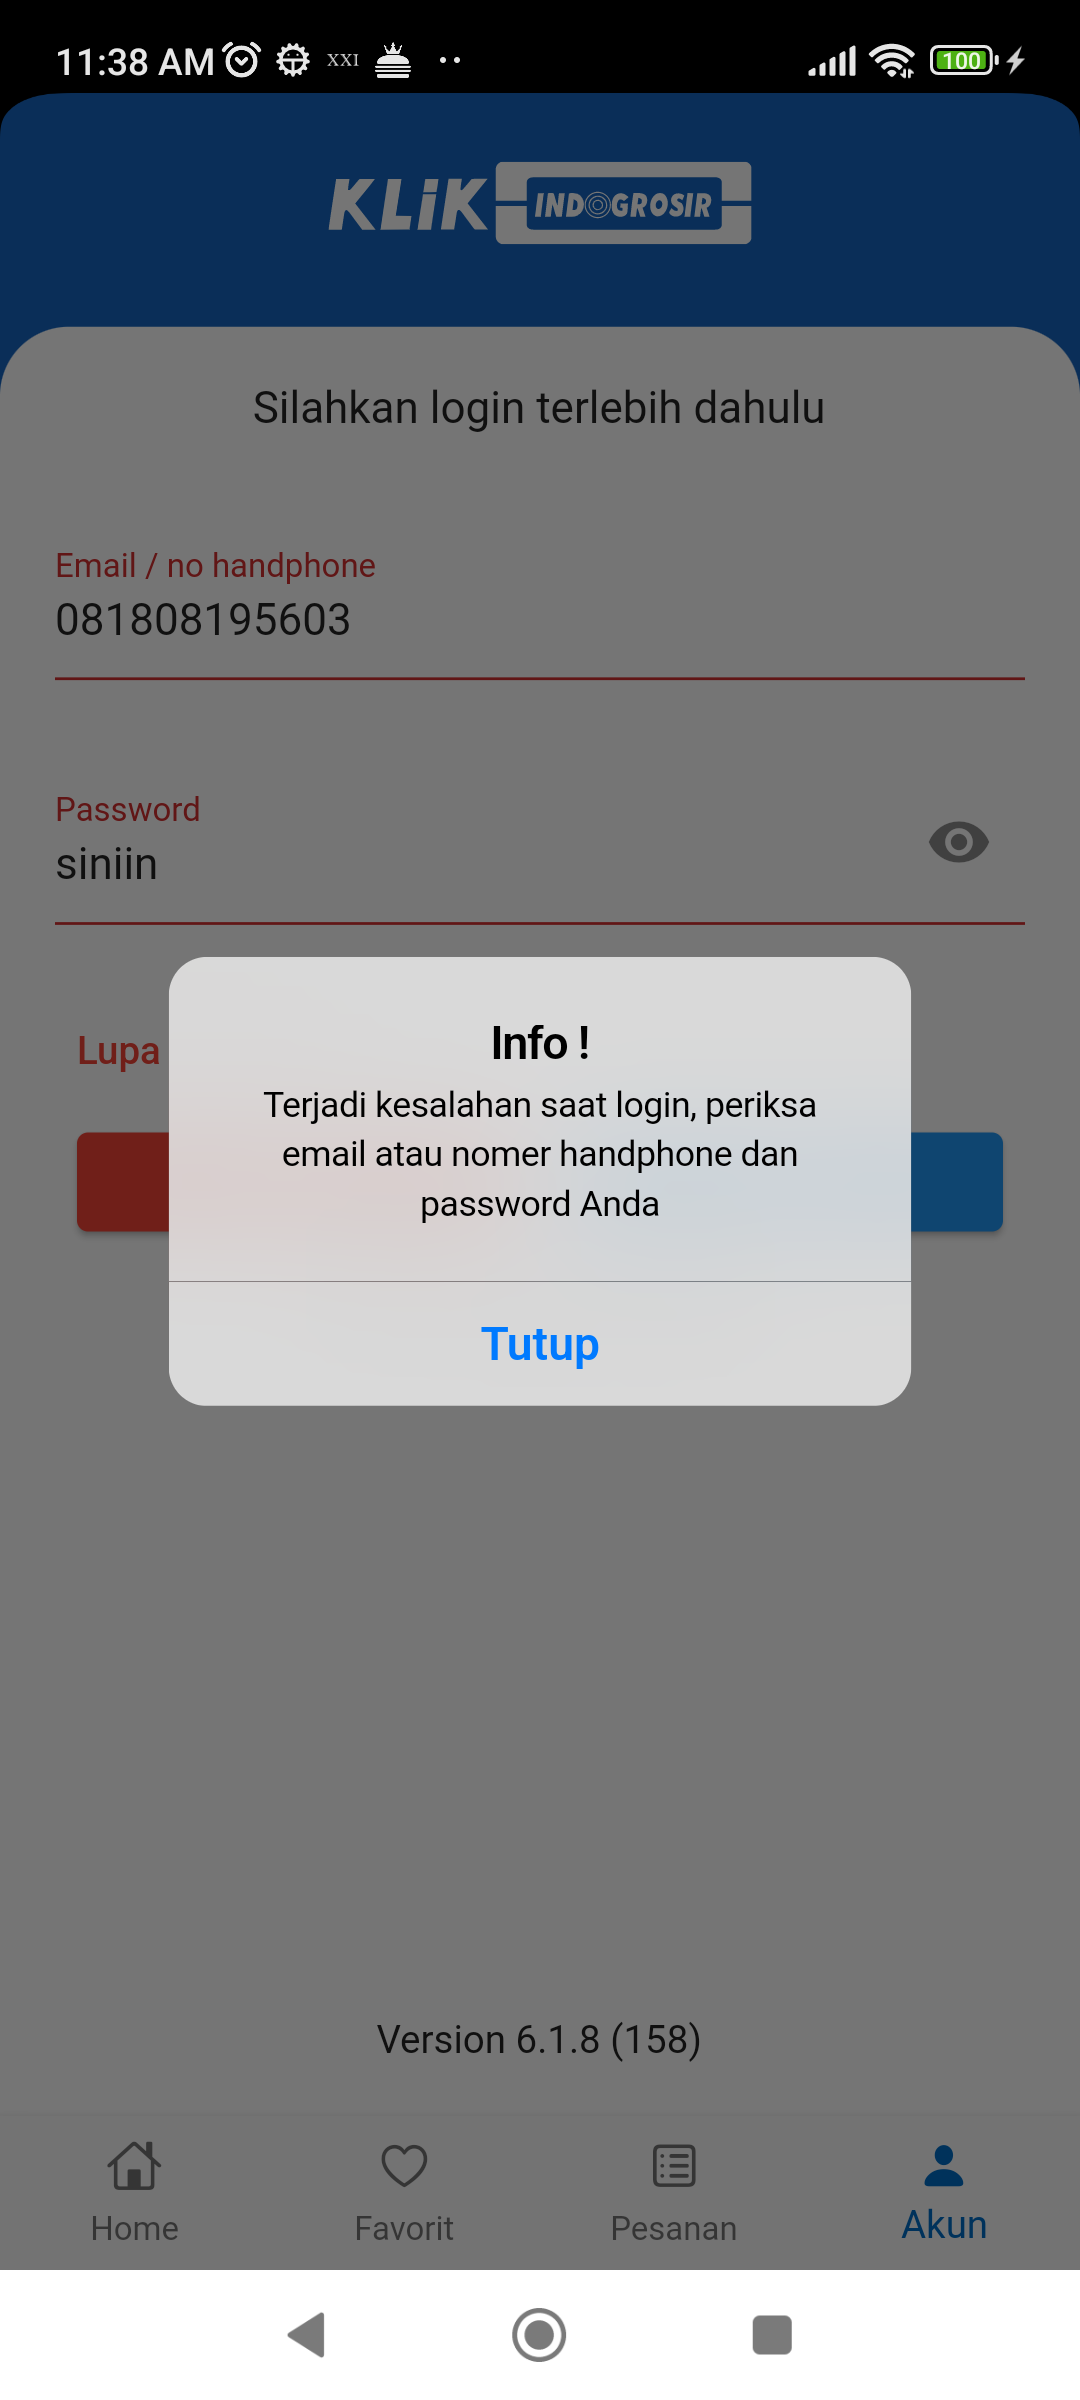 11:38 AM XXI 100
KLiK INDOGROSIR
Silahkan login terlebih dahulu
Email / no handphone
081808195603
Password
siniin
Lupa
Info !
Terjadi kesalahan saat login, periksa
email atau nomer handphone dan
password Anda
Tutup
Version 6.1.8 (158)
Home Favorit Pesanan Akun